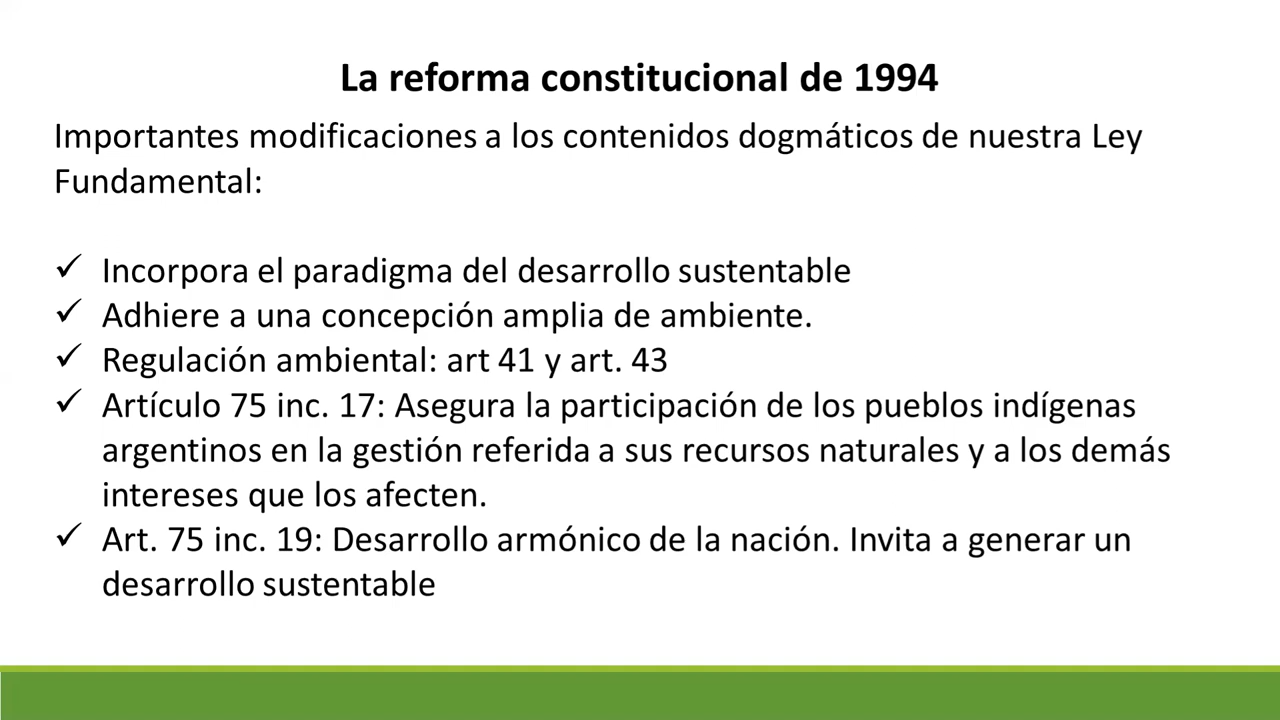 La reforma constitucional de 1994
Importantes modificaciones a los contenidos dogmáticos de nuestra Ley
Fundamental:
✓ Incorpora el paradigma del desarrollo sustentable
✓ Adhiere a una concepción amplia de ambiente.
✓ Regulación ambiental: art 41 y art. 43
✓ Artículo 75 inc. 17: Asegura la participación de los pueblos indígenas
argentinos en la gestión referida a sus recursos naturales y a los demás
intereses que los afecten.
✓ Art. 75 inc. 19: Desarrollo armónico de la nación. Invita a generar un
desarrollo sustentable